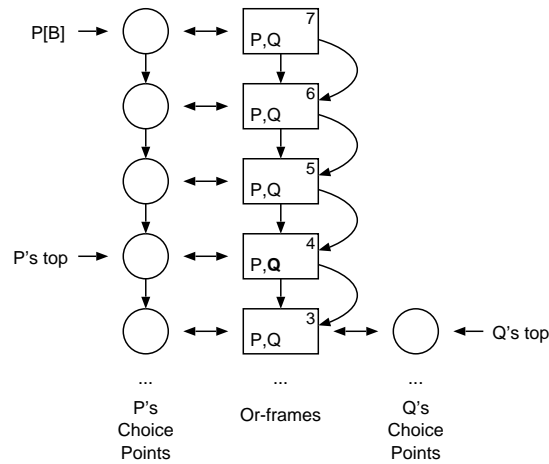 P[B]
7
P,Q
6
P,Q
5
P,Q
P's top
4
P,Q
3
P,Q
Q's top
... ... ...
P's
Choice
Points
Or-frames
Q's
Choice
Points